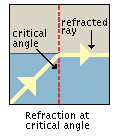 refracted
ray
critical
angle
Refraction at
critical angle